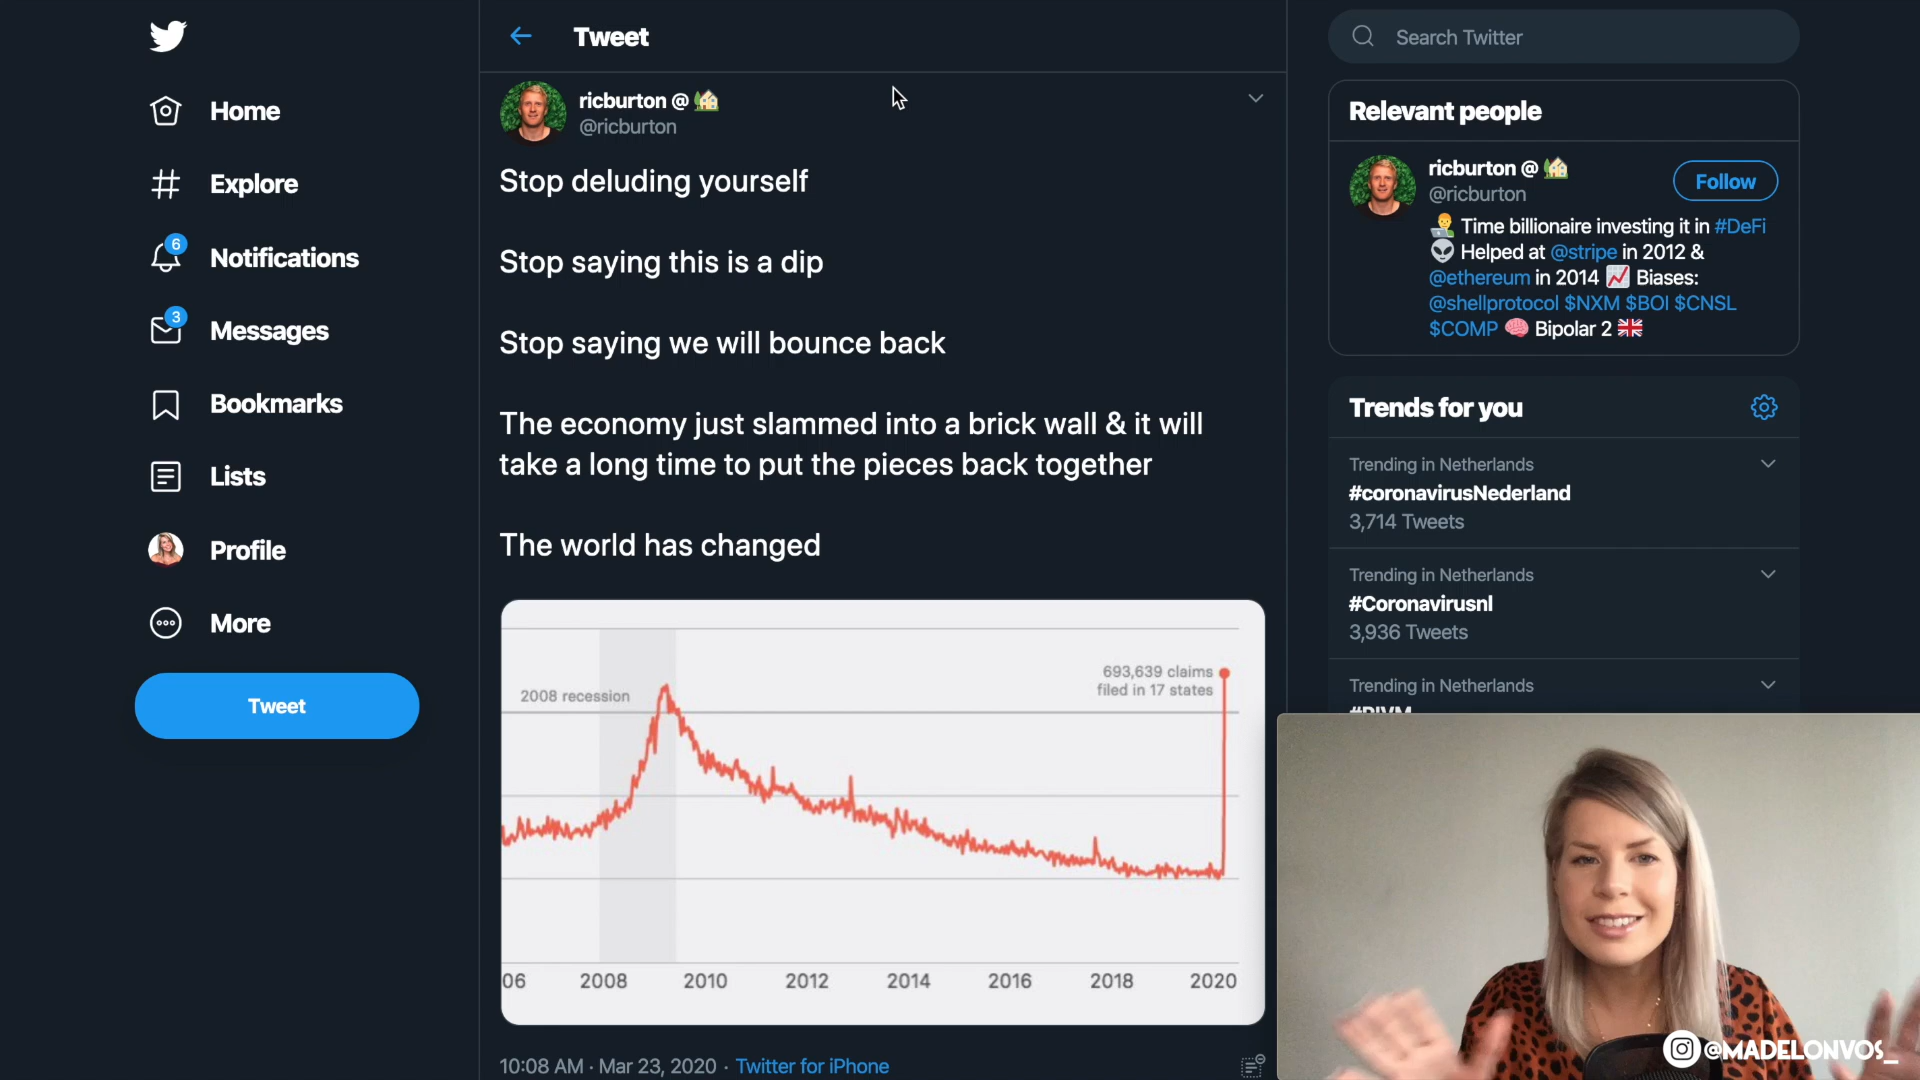 Home
Explore
6
Notifications
3
Messages
Bookmarks
Lists
Profile
More
Tweet
Tweet
ricburton @
@ricburton
Stop deluding yourself
Stop saying this is a dip
Stop saying we will bounce back
The economy just slammed into a brick wall & it will
take a long time to put the pieces back together
The world has changed
693,639 claims
filed in 17 states
2008 recession
06 2008 2010 2012 2014 2016 2018 2020
10:08 AM · Mar 23, 2020 · Twitter for iPhone
Search Twitter
Relevant people
ricburton @
@ricburton
Follow
Time billionaire investing it in #DeFi
Helped at @stripe in 2012 &
@ethereum in 2014 Biases:
@shellprotocol $NXM $BOI $CNSL
$COMP Bipolar 2
Trends for you
Trending in Netherlands
#coronavirusNederland
3,714 Tweets
Trending in Netherlands
#Coronavirusnl
3,936 Tweets
Trending in Netherlands
@MADELONVOS_